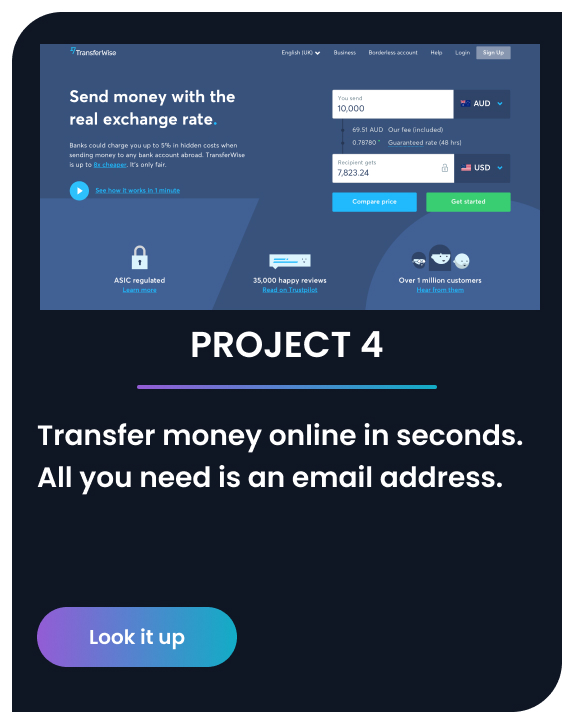 TransferWise
English (UK)
Business
Borderless account
Help
Login
Sign Up
Send money with the
real exchange rate.
Banks could charge you up to 5% in hidden costs when
sending money to any bank account abroad. TransferWise
is up to 8x cheaper. It's only fair.
See how it works in 1 minute
You send
10,000
AUD
69.51 AUD Our fee (included)
0.78780 * Guaranteed rate (48 hrs)
Recipient gets
7,823.24
USD
Compare price
Get started
ASIC regulated
Learn more
35,000 happy reviews
Read on Trustpilot
Over 1 million customers
Hear from them
PROJECT 4
Transfer money online in seconds.
All you need is an email address.
Look it up